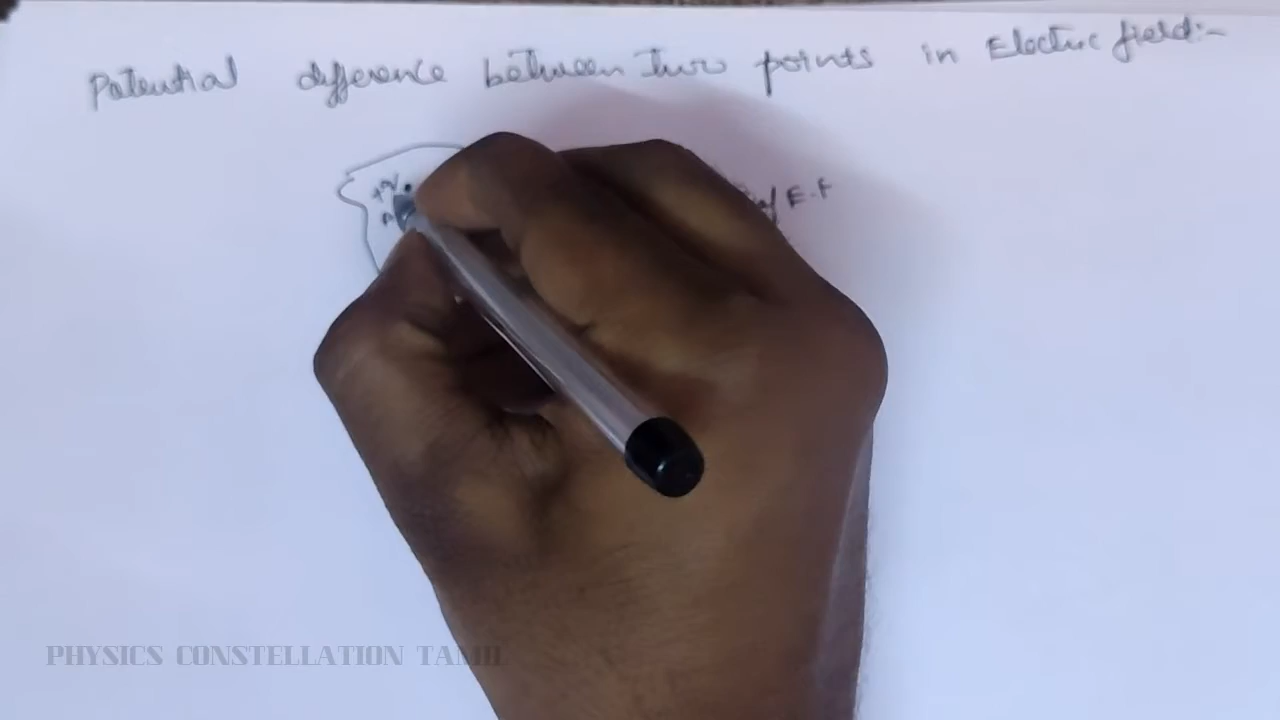 Potential difference between two points in Electric field:-
E.F
A
PHYSICS CONSTELLATION TAMIL